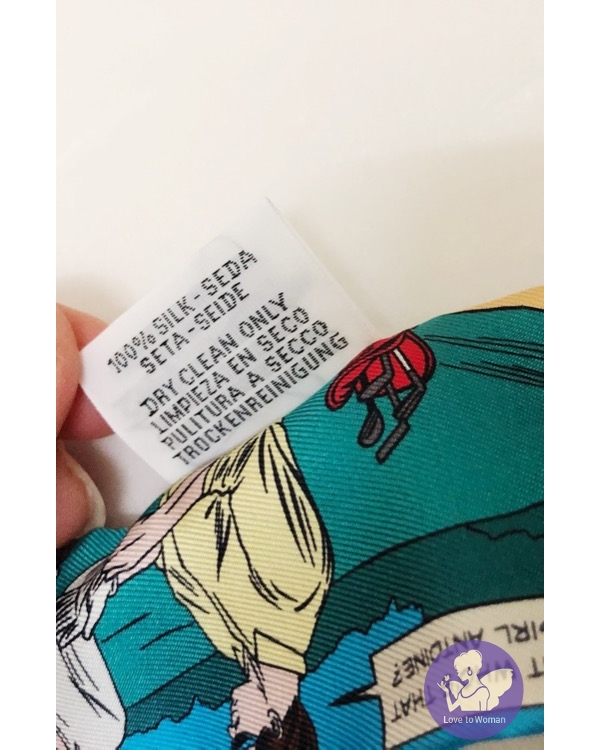 100% SILK-SEDA
SETA-SEIDE
DRY CLEAN ONLY
LIMPIEZA EN SECO
PULITURA A SECCO
TROCKENREINIGUNG
THAT
GIRL ANTOINE?
Love to Woman